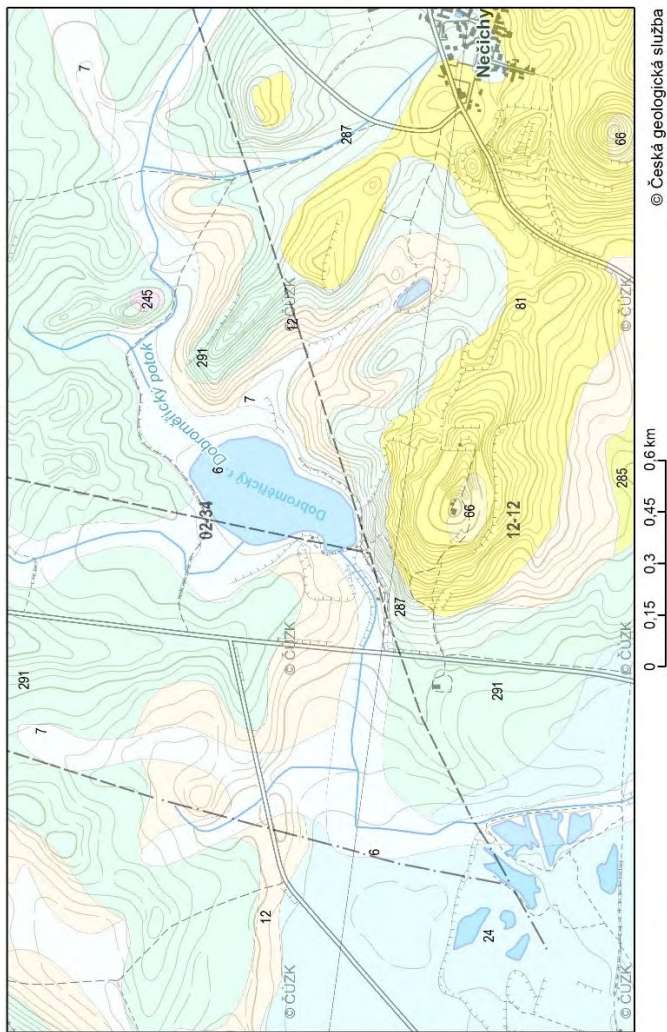 291
7
7
245
Dobroměřický potok
291
02-34
6
7
12
12
Dobroměřický r.
© ČÚZK
© ČÚZK
© ČÚZK
287
6
287
66
Nečichy
24
291
12-12
81
285
66
© ČÚZK
© ČÚZK
© ČÚZK
0 0,15 0,3 0,45 0,6 km
© Česká geologická služba